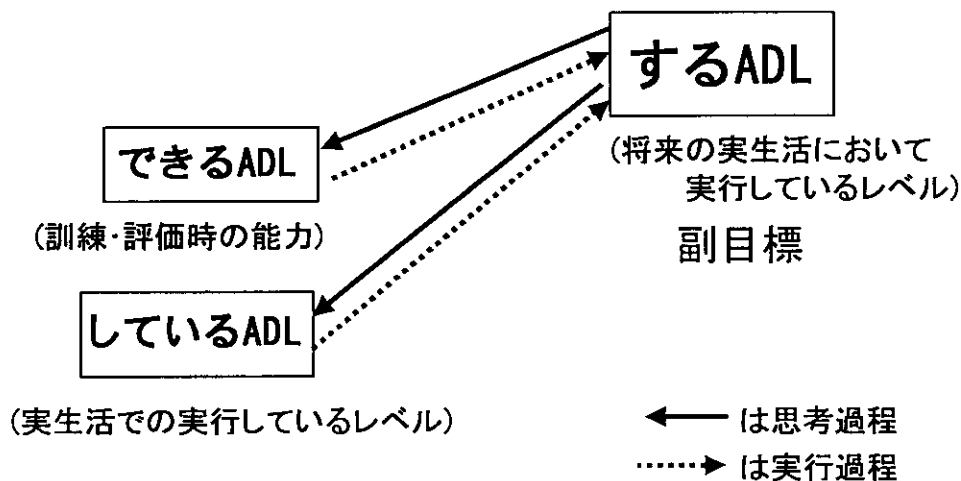 するADL
できるADL
(将来の実生活において
実行しているレベル)
(訓練・評価時の能力)
副目標
しているADL
(実生活での実行しているレベル)
は思考過程
は実行過程